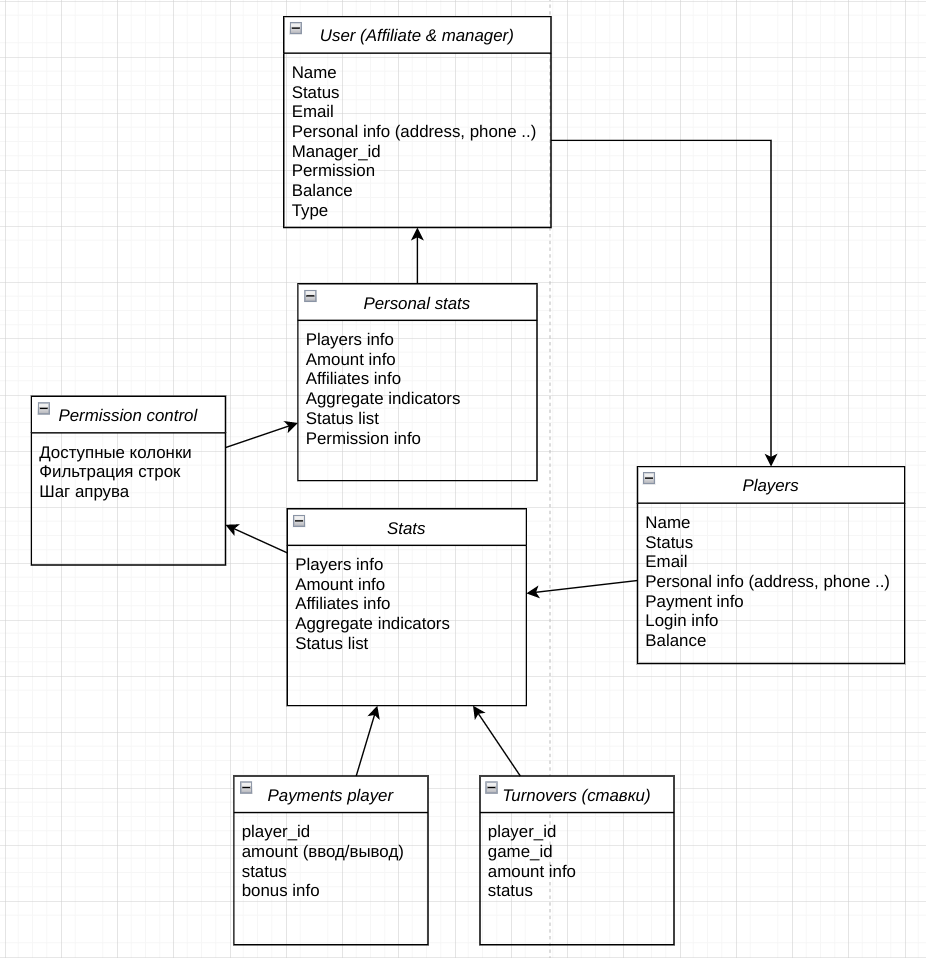 User (Affiliate & manager)
Name
Status
Email
Personal info (address, phone ..)
Manager_id
Permission
Balance
Type
Personal stats
Players info
Amount info
Affiliates info
Aggregate indicators
Status list
Permission info
Permission control
Доступные колонки
Фильтрация строк
Шаг апрува
Players
Name
Status
Email
Personal info (address, phone ..)
Payment info
Login info
Balance
Stats
Players info
Amount info
Affiliates info
Aggregate indicators
Status list
Payments player
player_id
amount (ввод/вывод)
status
bonus info
Turnovers (ставки)
player_id
game_id
amount info
status